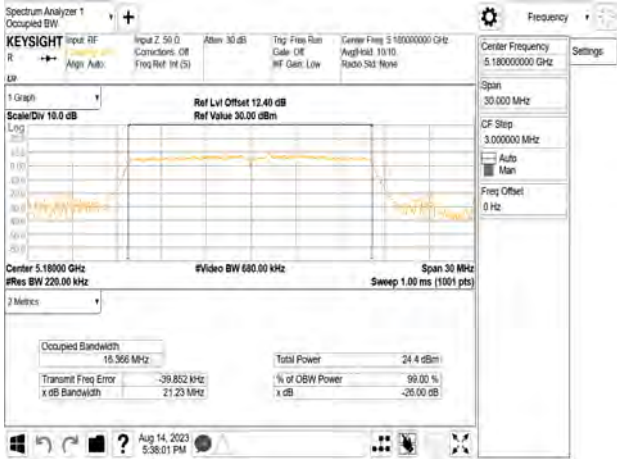 Spectrum Analyzer 1
Occupied BW
+
Frequency
KEYSIGHT
Input: RF
Input Z: 50 Ω
Atten: 30 dB
Trig: Free Run
Center Freq: 5.180000000 GHz
R
Corrections: Off
Gate: Off
Avg|Hold: 10/10
Align: Auto
Freq Ref: Int (S)
#IF Gain: Low
Radio Std: None
Center Frequency
5.180000000 GHz
Settings
Span
30.000 MHz
CF Step
3.000000 MHz
Auto
Man
Freq Offset
0 Hz
1 Graph
Ref Lvl Offset 12.40 dB
Scale/Div 10.0 dB
Ref Value 30.00 dBm
Log
Center 5.18000 GHz
#Video BW 680.00 kHz
Span 30 MHz
#Res BW 220.00 kHz
Sweep 1.00 ms (1001 pts)
2 Metrics
Occupied Bandwidth
16.366 MHz
Total Power
24.4 dBm
Transmit Freq Error
-39.852 kHz
% of OBW Power
99.00 %
x dB Bandwidth
21.23 MHz
x dB
-26.00 dB
?
Aug 14, 2023
5:38:01 PM